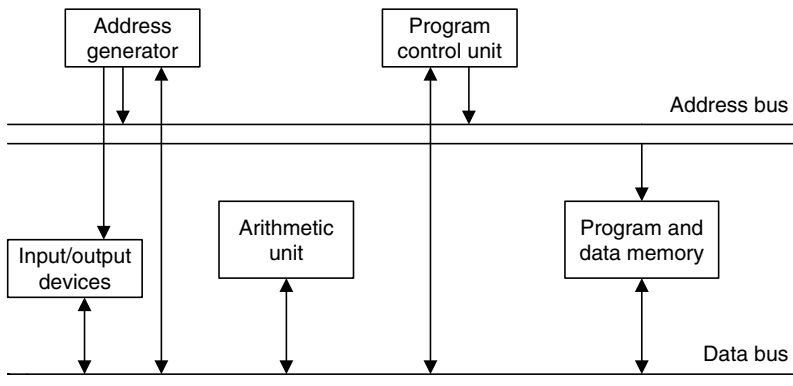 Address
generator
Program
control unit
Address bus
Input/output
devices
Arithmetic
unit
Program and
data memory
Data bus